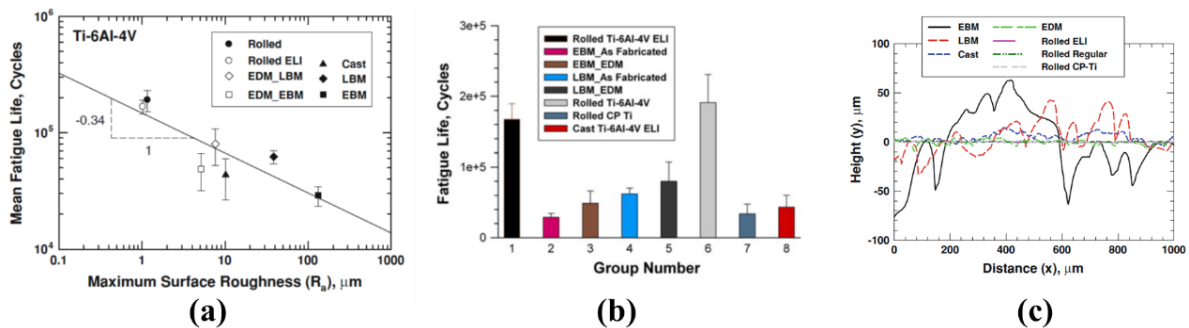 Ti-6Al-4V
Rolled
Rolled ELI
EDM_LBM
EDM_EBM
Cast
LBM
EBM
-0.34
1
Mean Fatigue Life, Cycles
10^6
10^5
10^4
0.1
1
10
100
1000
Maximum Surface Roughness (R_a), μm
(a)
Fatigue Life, Cycles
3e+5
2e+5
1e+5
0
Rolled Ti-6Al-4V ELI
EBM_As Fabricated
EBM_EDM
LBM_As Fabricated
LBM_EDM
Rolled Ti-6Al-4V
Rolled CP Ti
Cast Ti-6Al-4V ELI
1 2 3 4 5 6 7 8
Group Number
(b)
EBM
LBM
Cast
EDM
Rolled ELI
Rolled Regular
Rolled CP-Ti
Height (y), μm
100
50
0
-50
-100
0 200 400 600 800 1000
Distance (x), μm
(c)